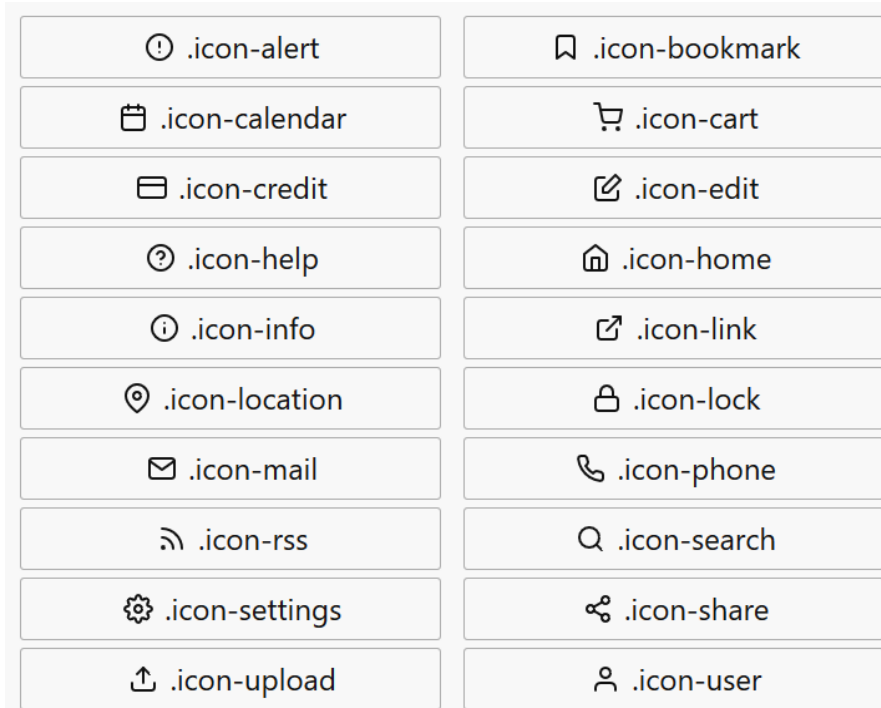 .icon-alert
.icon-bookmark
.icon-calendar
.icon-cart
.icon-credit
.icon-edit
.icon-help
.icon-home
.icon-info
.icon-link
.icon-location
.icon-lock
.icon-mail
.icon-phone
.icon-rss
.icon-search
.icon-settings
.icon-share
.icon-upload
.icon-user